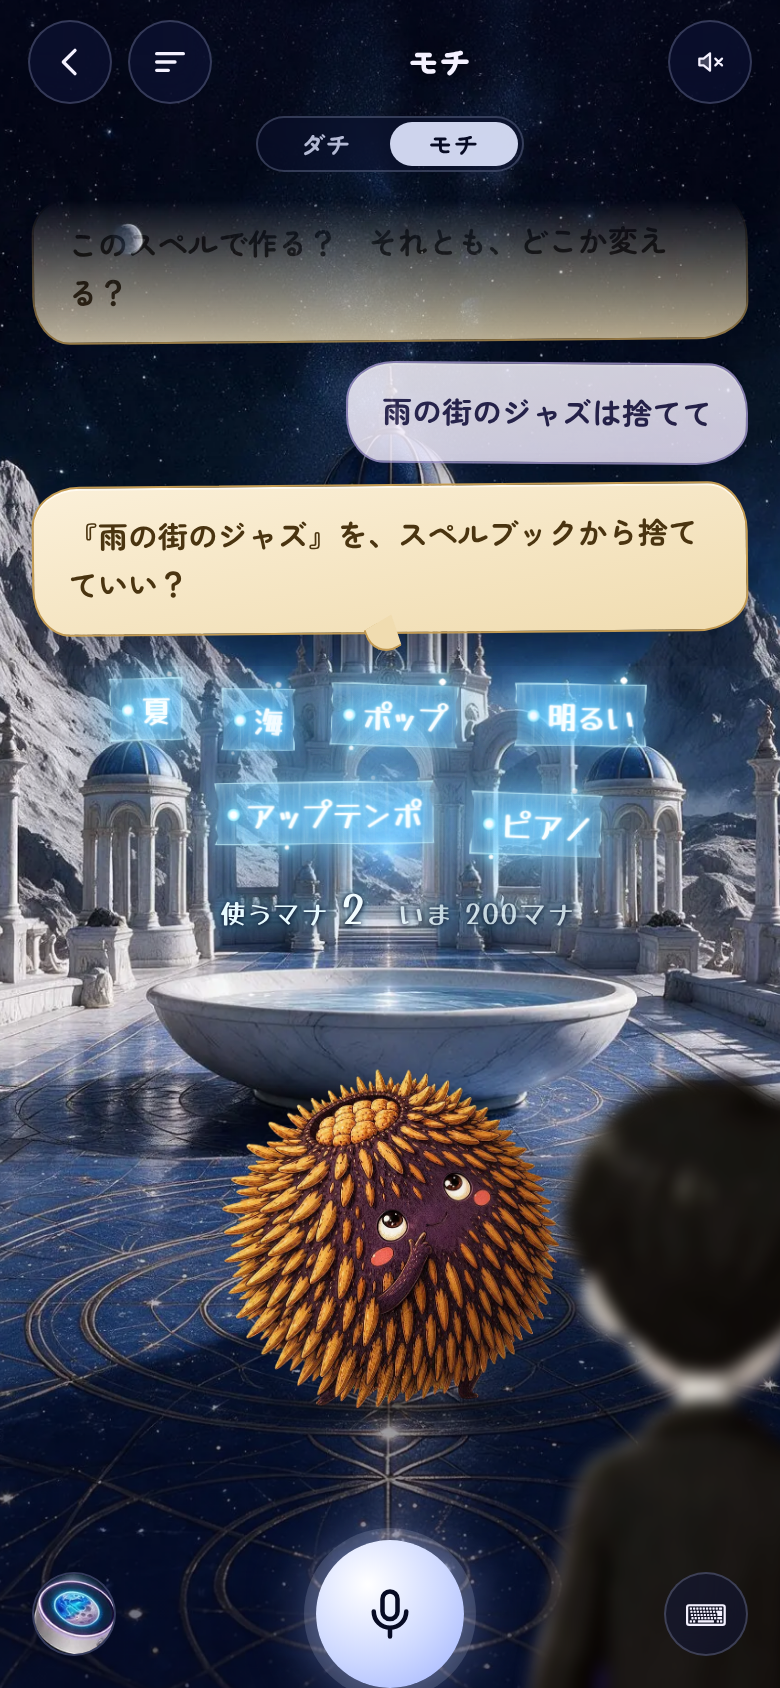 モチ
ダチ
モチ
このスペルで作る？　それとも、どこか変え
る？
雨の街のジャズは捨てて
『雨の街のジャズ』を、スペルブックから捨て
ていい？
夏
海
ポップ
明るい
アップテンポ
ピアノ
使うマナ 2　いま 200マナ